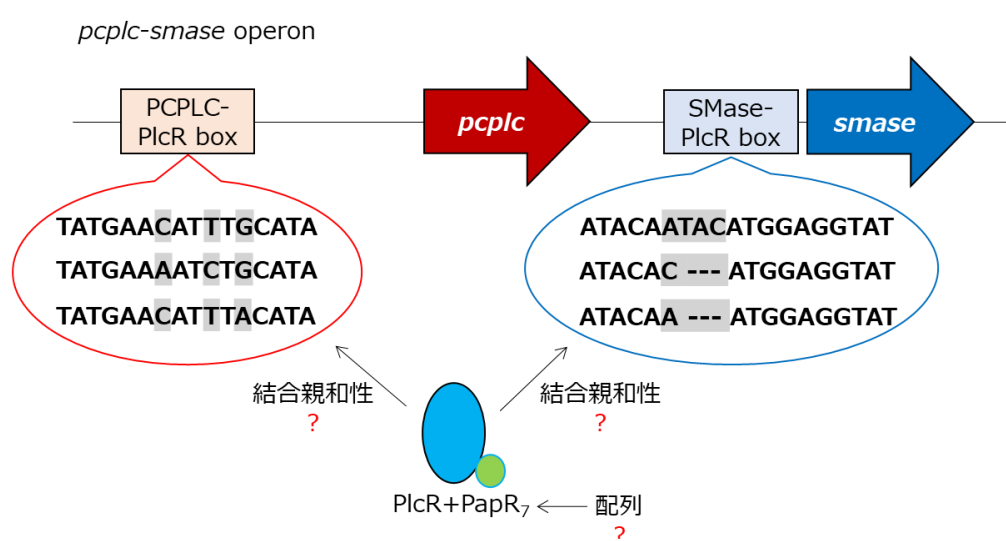 pcplc-smase operon
PCPLC-
PlcR box
pcplc
SMase-
PlcR box
smase
TATGAACATTTGCATA
TATGAAAATCTGCATA
TATGAACATTTACATA
ATACAATACATGGAGGTAT
ATACAC --- ATGGAGGTAT
ATACAA --- ATGGAGGTAT
結合親和性
?
結合親和性
?
PlcR+PapR₇
配列
?